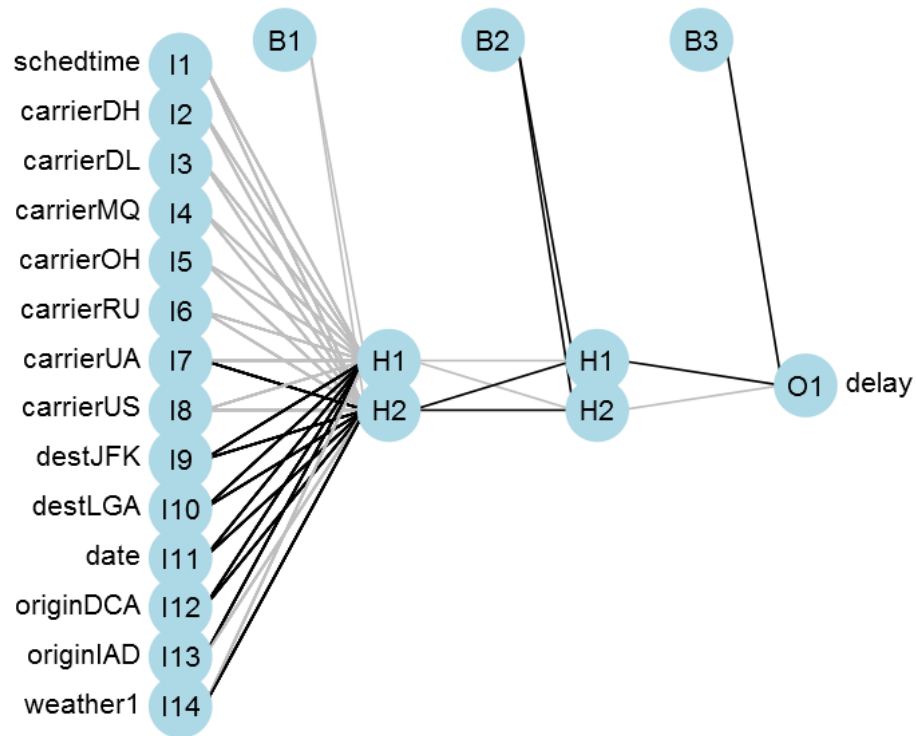 B1 B2 B3
schedtime I1
carrierDH I2
carrierDL I3
carrierMQ I4
carrierOH I5
carrierRU I6
carrierUA I7 H1 H1
O1 delay
carrierUS I8 H2 H2
destJFK I9
destLGA I10
date I11
originDCA I12
originIAD I13
weather1 I14